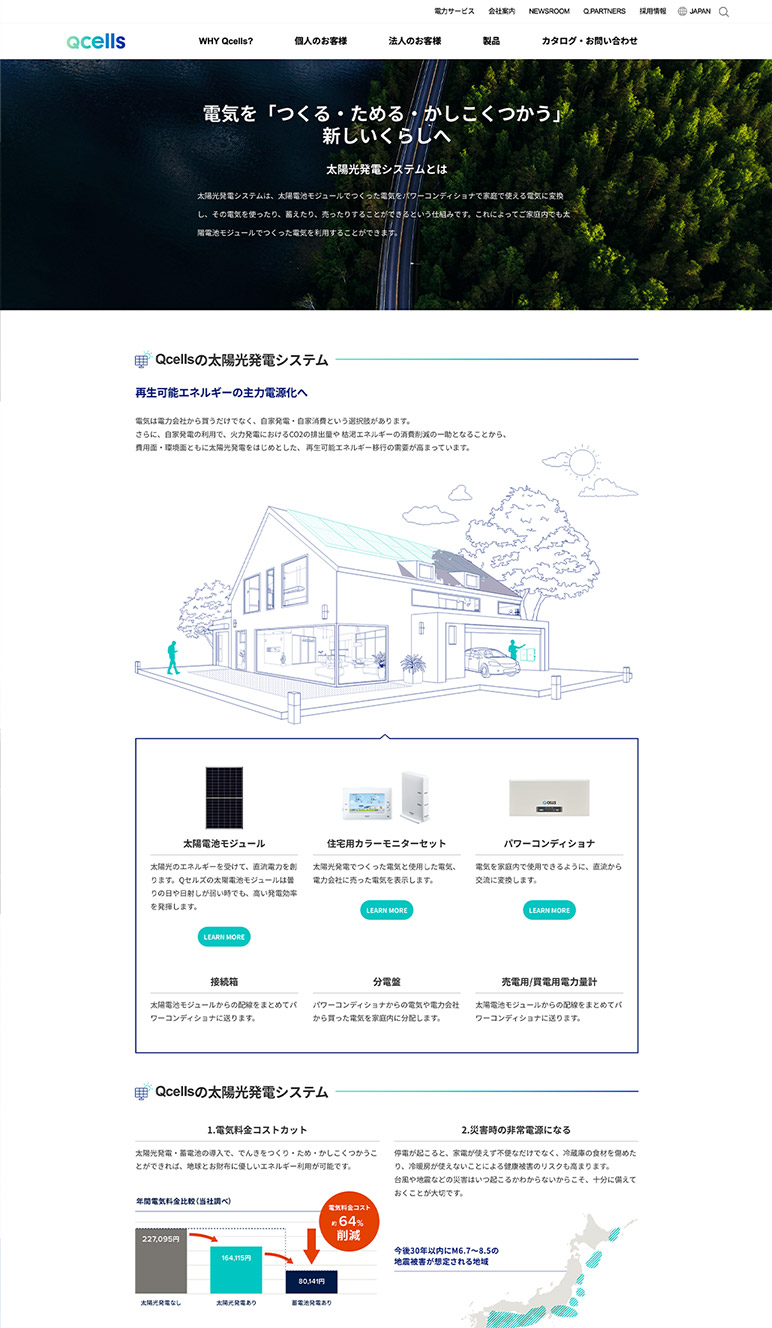 電力サービス 会社案内 NEWSROOM Q.PARTNERS 採用情報 JAPAN
Qcells WHY Qcells? 個人のお客様 法人のお客様 製品 カタログ・お問い合わせ
電気を「つくる・ためる・かしこくつかう」
新しいくらしへ
太陽光発電システムとは
太陽光発電システムは、太陽電池モジュールでつくった電気をパワーコンディショナで家庭で使える電気に変換
し、その電気を使ったり、蓄えたり、売ったりすることができるという仕組みです。これによってご家庭内でも太
陽電池モジュールでつくった電気を利用することができます。
Qcellsの太陽光発電システム
再生可能エネルギーの主力電源化へ
電気は電力会社から買うだけでなく、自家発電・自家消費という選択肢があります。
さらに、自家発電の利用で、火力発電におけるCO2の排出量や 枯渇エネルギーの消費削減の一助となることから、
費用面・環境面ともに太陽光発電をはじめとした、 再生可能エネルギー移行の需要が高まっています。
太陽電池モジュール
太陽光のエネルギーを受けて、直流電力を創
ります。Qセルズの太陽電池モジュールは曇
りの日や日射しが弱い時でも、高い発電効率
を発揮します。
LEARN MORE
住宅用カラーモニターセット
太陽光発電でつくった電気と使用した電気、
電力会社に売った電気を表示します。
LEARN MORE
パワーコンディショナ
電気を家庭内で使用できるように、直流から
交流に変換します。
LEARN MORE
接続箱
太陽電池モジュールからの配線をまとめてパ
ワーコンディショナに送ります。
分電盤
パワーコンディショナからの電気や電力会社
から買った電気を家庭内に分配します。
売電用/買電用電力量計
太陽電池モジュールからの配線をまとめてパ
ワーコンディショナに送ります。
Qcellsの太陽光発電システム
1.電気料金コストカット
太陽光発電・蓄電池の導入で、でんきをつくり・ため・かしこくつかうこ
とができれば、地球とお財布に優しいエネルギー利用が可能です。
年間電気料金比較（当社調べ）
電気料金コスト
約64%
削減
227,095円
164,115円
80,141円
太陽光発電なし 太陽光発電あり 蓄電池発電あり
2.災害時の非常電源になる
停電が起こると、家電が使えず不便なだけでなく、冷蔵庫の食材を傷めた
り、冷暖房が使えないことによる健康被害のリスクも高まります。
台風や地震などの災害はいつ起こるかわからないからこそ、十分に備えて
おくことが大切です。
今後30年以内にM6.7〜8.5の
地震被害が想定される地域